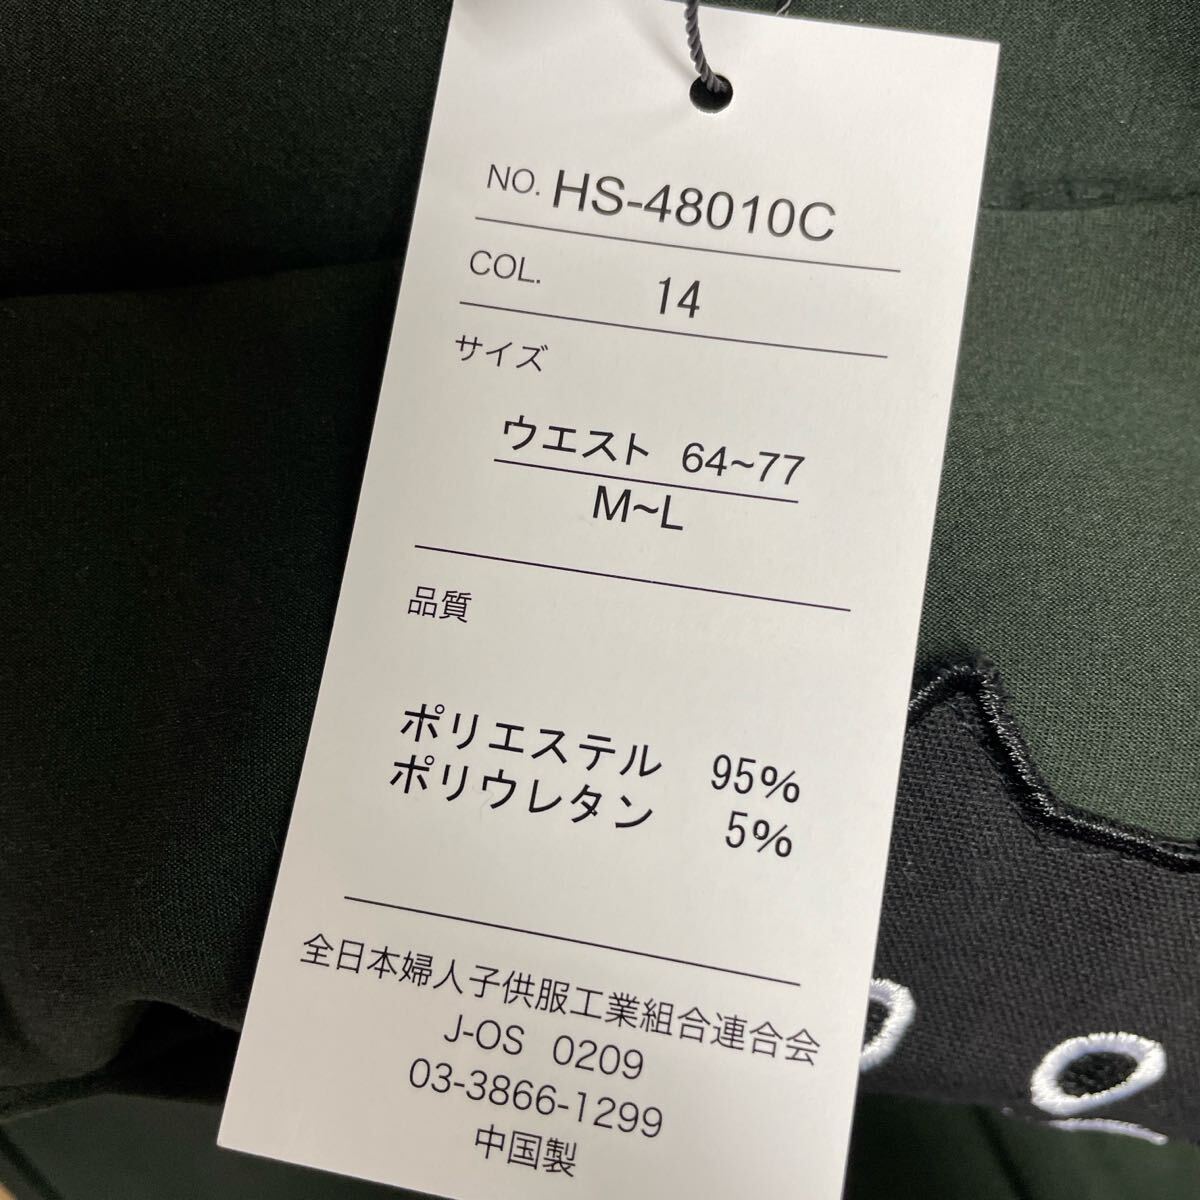 NO. HS-48010C
COL. 14
サイズ
ウエスト 64~77
M~L
品質
ポリエステル 95%
ポリウレタン 5%
全日本婦人子供服工業組合連合会
J-OS 0209
03-3866-1299
中国製